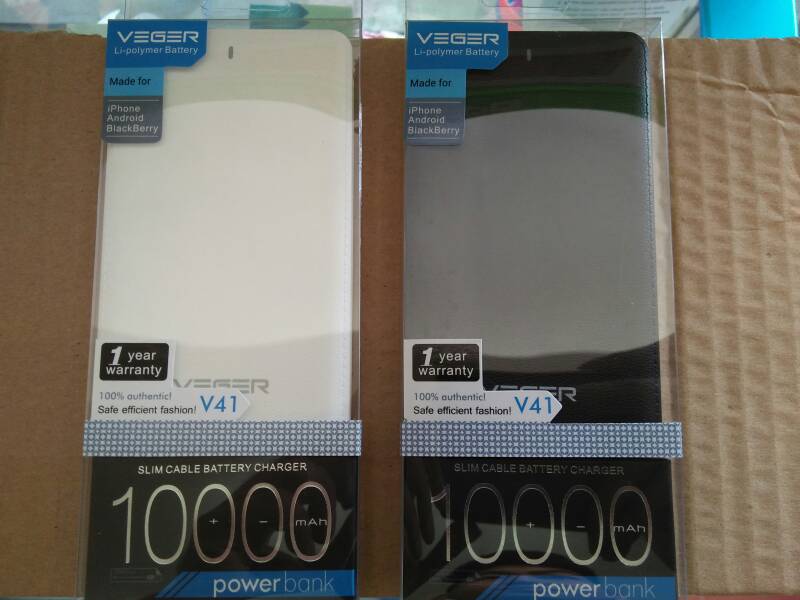 VEGER
Li-polymer Battery
Made for
iPhone
Android
BlackBerry
1 year
warranty
VEGER
100% authentic!
Safe efficient fashion! V41
SLIM CABLE BATTERY CHARGER
10000 mAh
+ -
power bank
VEGER
Li-polymer Battery
Made for
iPhone
Android
BlackBerry
1 year
warranty
VEGER
100% authentic!
Safe efficient fashion! V41
SLIM CABLE BATTERY CHARGER
10000 mAh
+ -
power bank